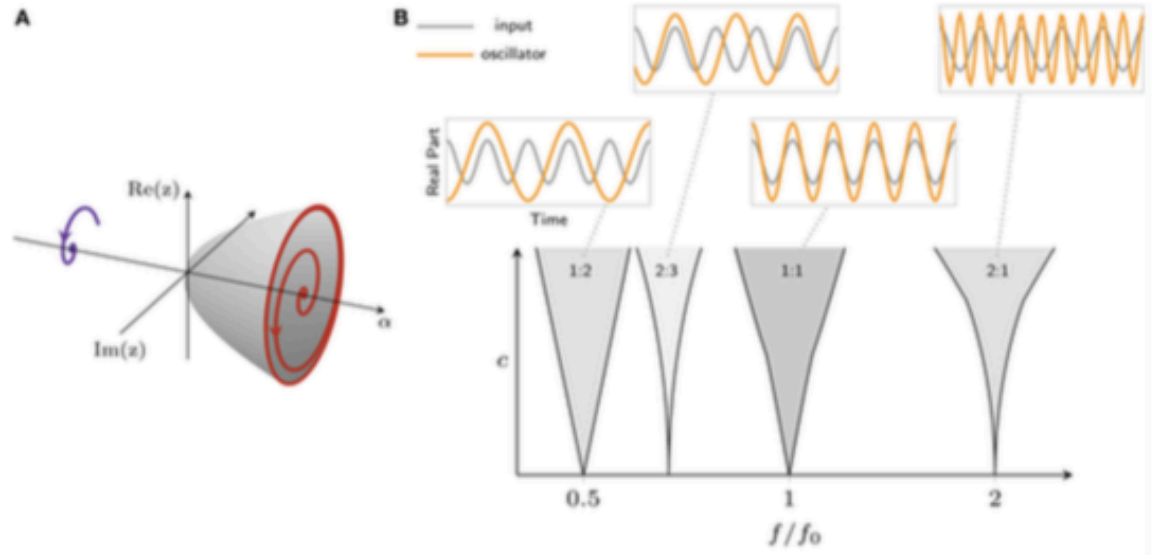 A
Re(z)
Im(z)
α
B
input
oscillator
Real Part
Time
1:2
2:3
1:1
2:1
c
0.5
1
2
f/f₀